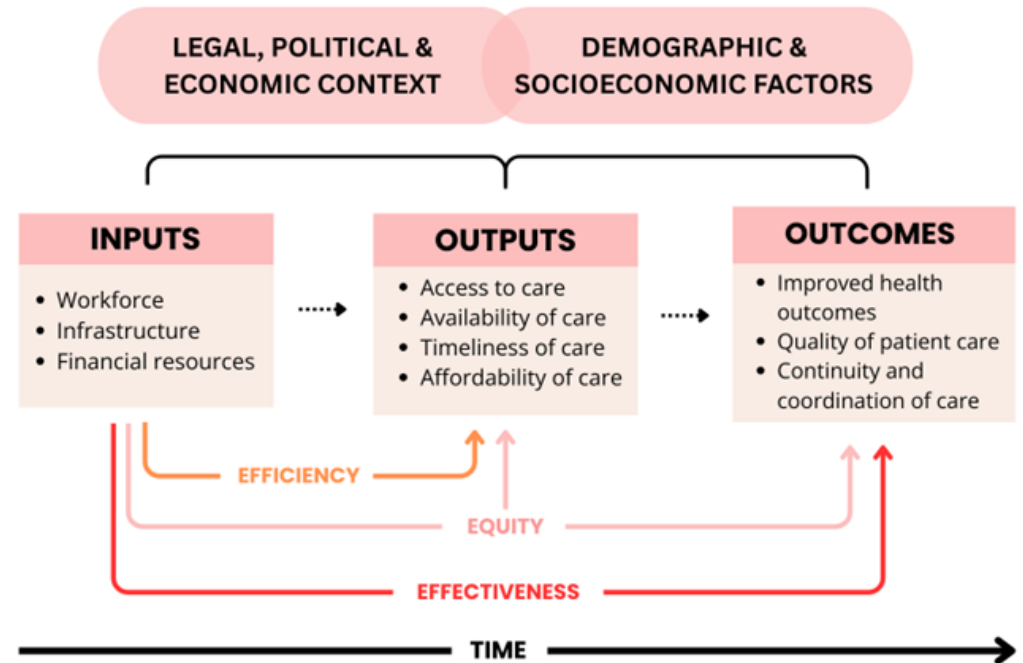 LEGAL, POLITICAL &
ECONOMIC CONTEXT
DEMOGRAPHIC &
SOCIOECONOMIC FACTORS
INPUTS
• Workforce
• Infrastructure
• Financial resources
OUTPUTS
• Access to care
• Availability of care
• Timeliness of care
• Affordability of care
OUTCOMES
• Improved health
outcomes
• Quality of patient care
• Continuity and
coordination of care
EFFICIENCY
EQUITY
EFFECTIVENESS
TIME